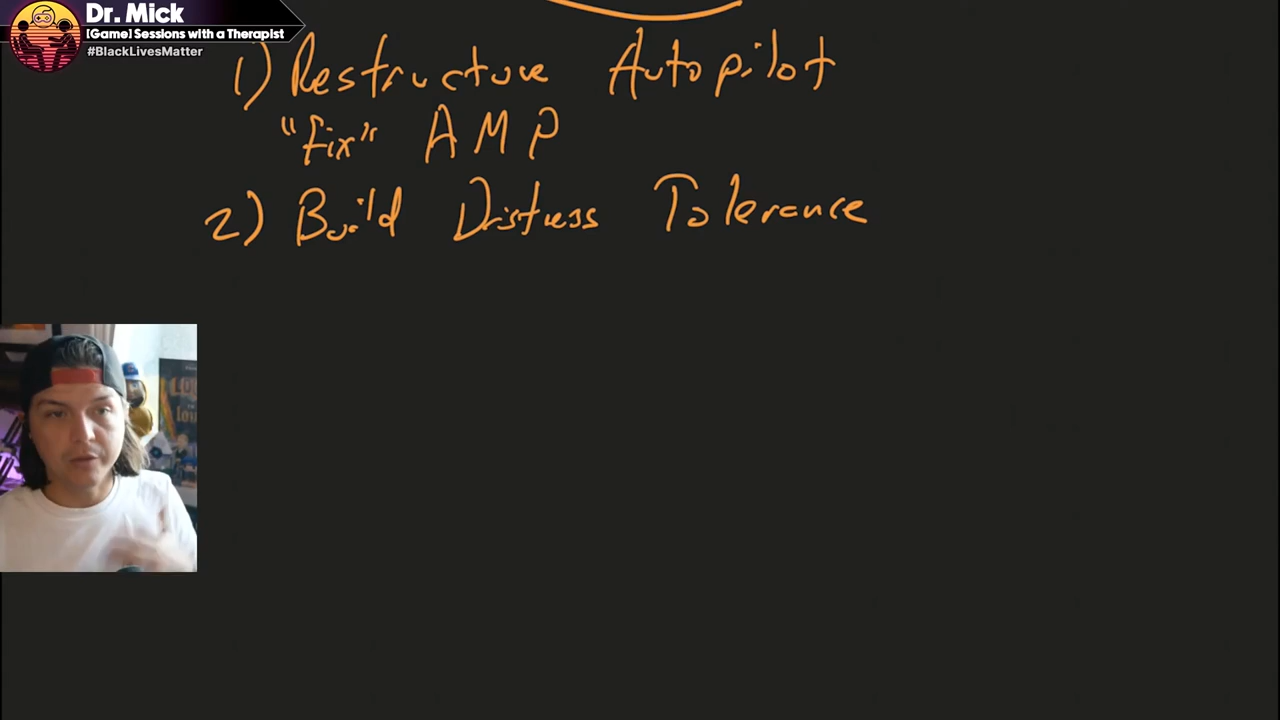 Dr. Mick
[Game] Sessions with a Therapist
#BlackLivesMatter
1) Restructure Autopilot
"fix" AMP
2) Build Distress Tolerance